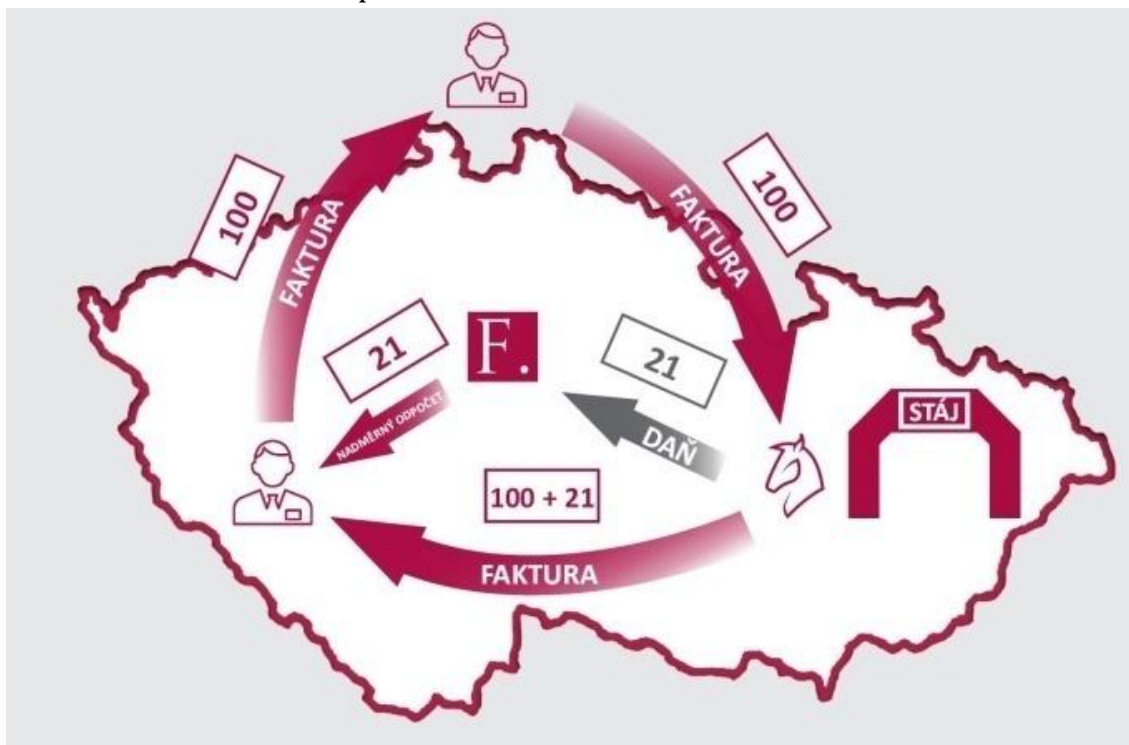 100
FAKTURA
100
FAKTURA
21
NADMĚRNÝ ODPOČET
F.
21
DAŇ
STÁJ
100 + 21
FAKTURA